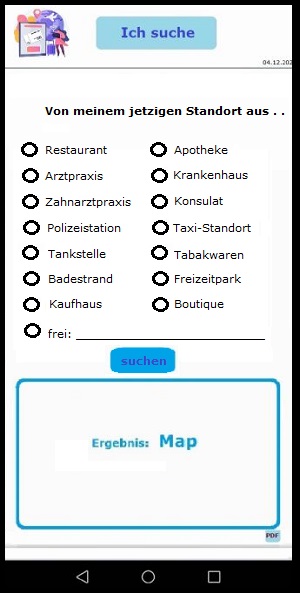 Ich suche
04.12.202
Von meinem jetzigen Standort aus . .
Restaurant Apotheke
Arztpraxis Krankenhaus
Zahnarztpraxis Konsulat
Polizeistation Taxi-Standort
Tankstelle Tabakwaren
Badestrand Freizeitpark
Kaufhaus Boutique
frei: ____________________________
suchen
Ergebnis: Map
PDF